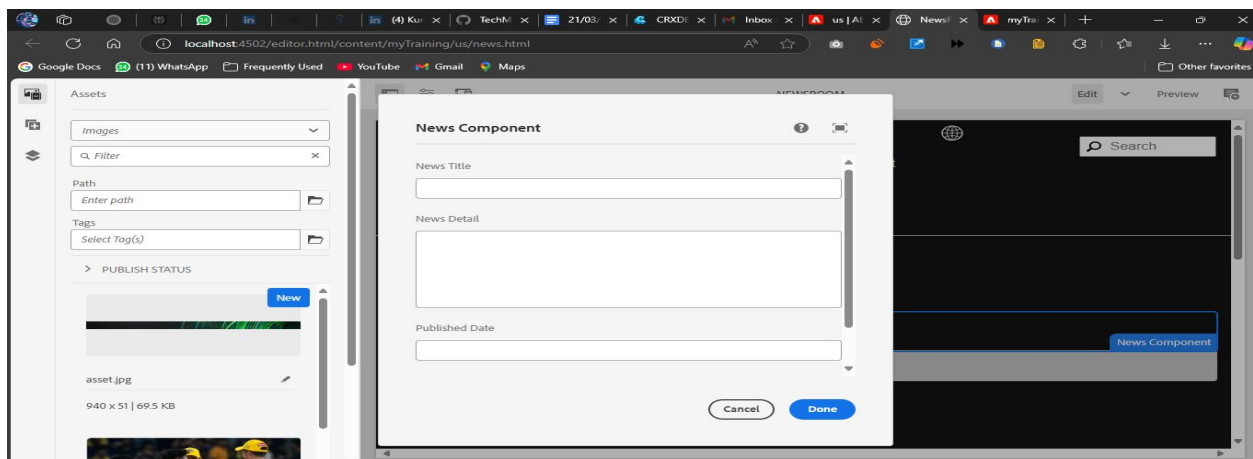 (4) Kur
TechM
21/03/
CRXDE
Inbox
us | AE
NewsF
myTrai
localhost:4502/editor.html/content/myTraining/us/news.html
Google Docs
(11) WhatsApp
Frequently Used
YouTube
Gmail
Maps
Other favorites
Assets
NEWSROOM
Edit
Preview
Images
Filter
Path
Enter path
Tags
Select Tag(s)
PUBLISH STATUS
New
asset.jpg
940 x 51 | 69.5 KB
News Component
News Title
News Detail
Published Date
Cancel
Done
Search
News Component